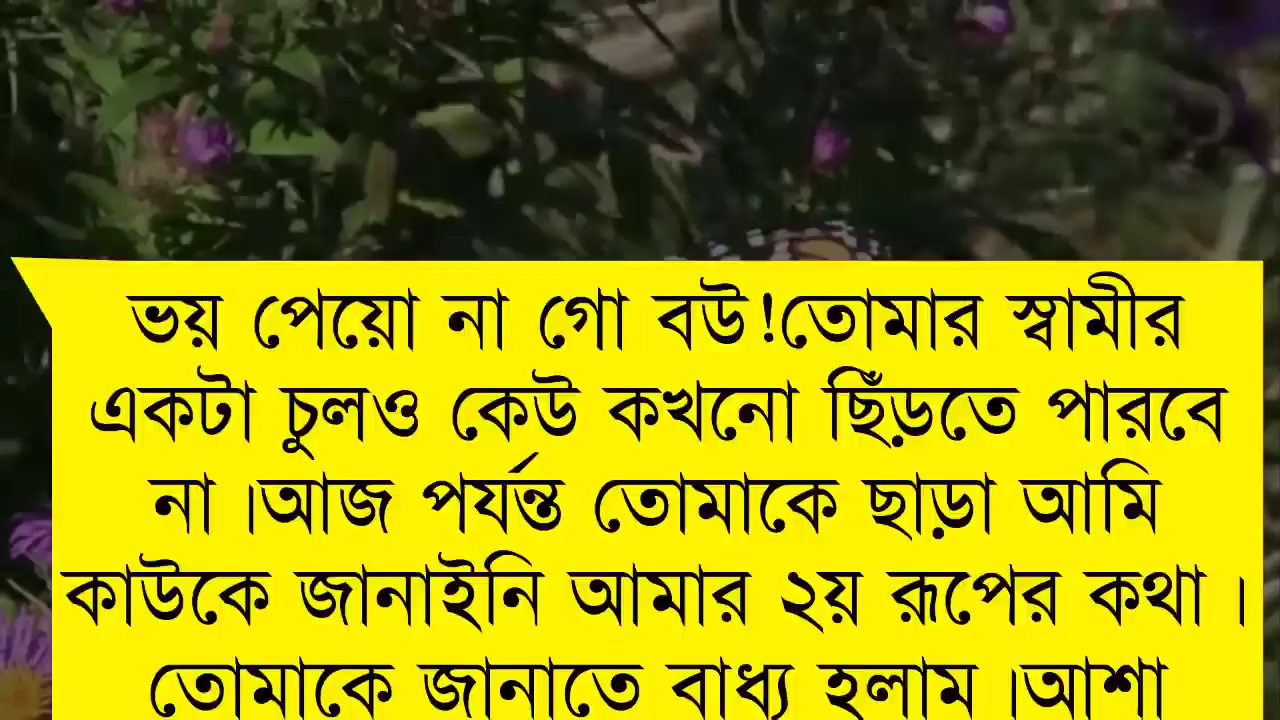 ভয় পেয়ো না গো বউ!তোমার স্বামীর
একটা চুলও কেউ কখনো ছিঁড়তে পারবে
না।আজ পর্যন্ত তোমাকে ছাড়া আমি
কাউকে জানাইনি আমার ২য় রূপের কথা।
তোমাকে জানাতে বাধ্য হলাম।আশা